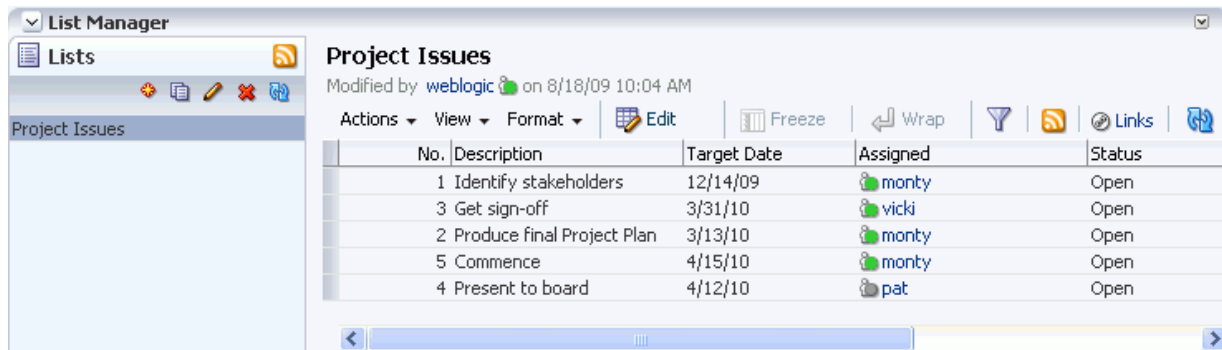 List Manager
Lists
Project Issues
Project Issues
Modified by weblogic on 8/18/09 10:04 AM
Actions View Format Edit Freeze Wrap Links
No. Description Target Date Assigned Status
1 Identify stakeholders 12/14/09 monty Open
3 Get sign-off 3/31/10 vicki Open
2 Produce final Project Plan 3/13/10 monty Open
5 Commence 4/15/10 monty Open
4 Present to board 4/12/10 pat Open